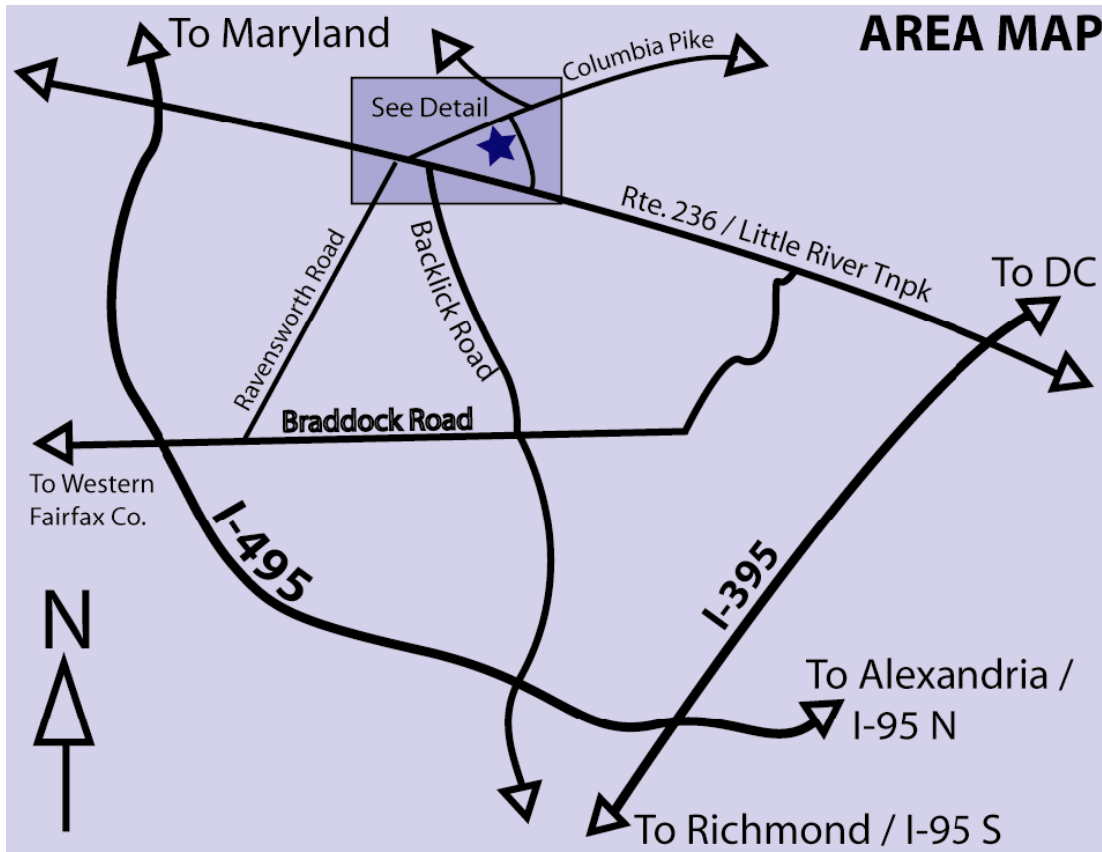 AREA MAP
To Maryland
Columbia Pike
See Detail
Rte. 236 / Little River Tnpk
Ravensworth Road
Backlick Road
To DC
Braddock Road
To Western
Fairfax Co.
I-495
I-395
N
To Alexandria /
I-95 N
To Richmond / I-95 S